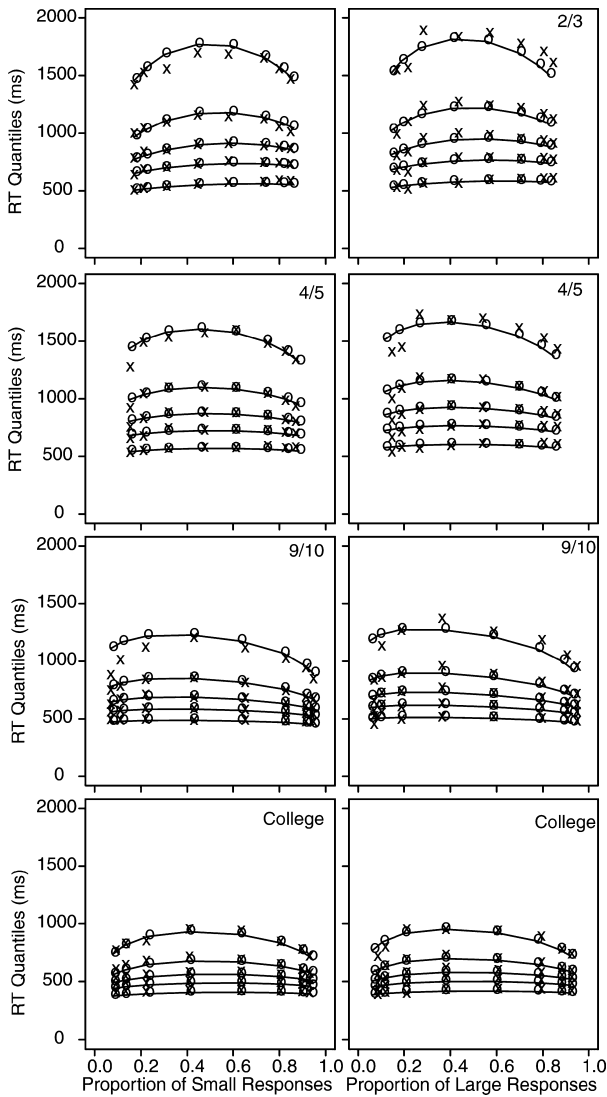 2000
1500
1000
500
0
RT Quantiles (ms)
2/3
2000
1500
1000
500
0
RT Quantiles (ms)
4/5
4/5
2000
1500
1000
500
0
RT Quantiles (ms)
9/10
9/10
2000
1500
1000
500
0
RT Quantiles (ms)
College
College
0.0 0.2 0.4 0.6 0.8 1.0
0.0 0.2 0.4 0.6 0.8 1.0
Proportion of Small Responses
Proportion of Large Responses